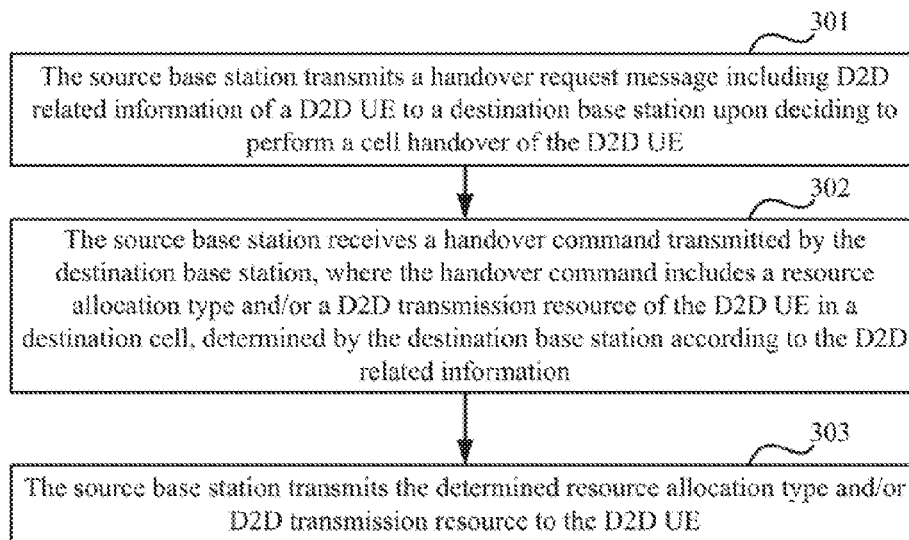 301
The source base station transmits a handover request message including D2D
related information of a D2D UE to a destination base station upon deciding to
perform a cell handover of the D2D UE
302
The source base station receives a handover command transmitted by the
destination base station, where the handover command includes a resource
allocation type and/or a D2D transmission resource of the D2D UE in a
destination cell, determined by the destination base station according to the D2D
related information
303
The source base station transmits the determined resource allocation type and/or
D2D transmission resource to the D2D UE